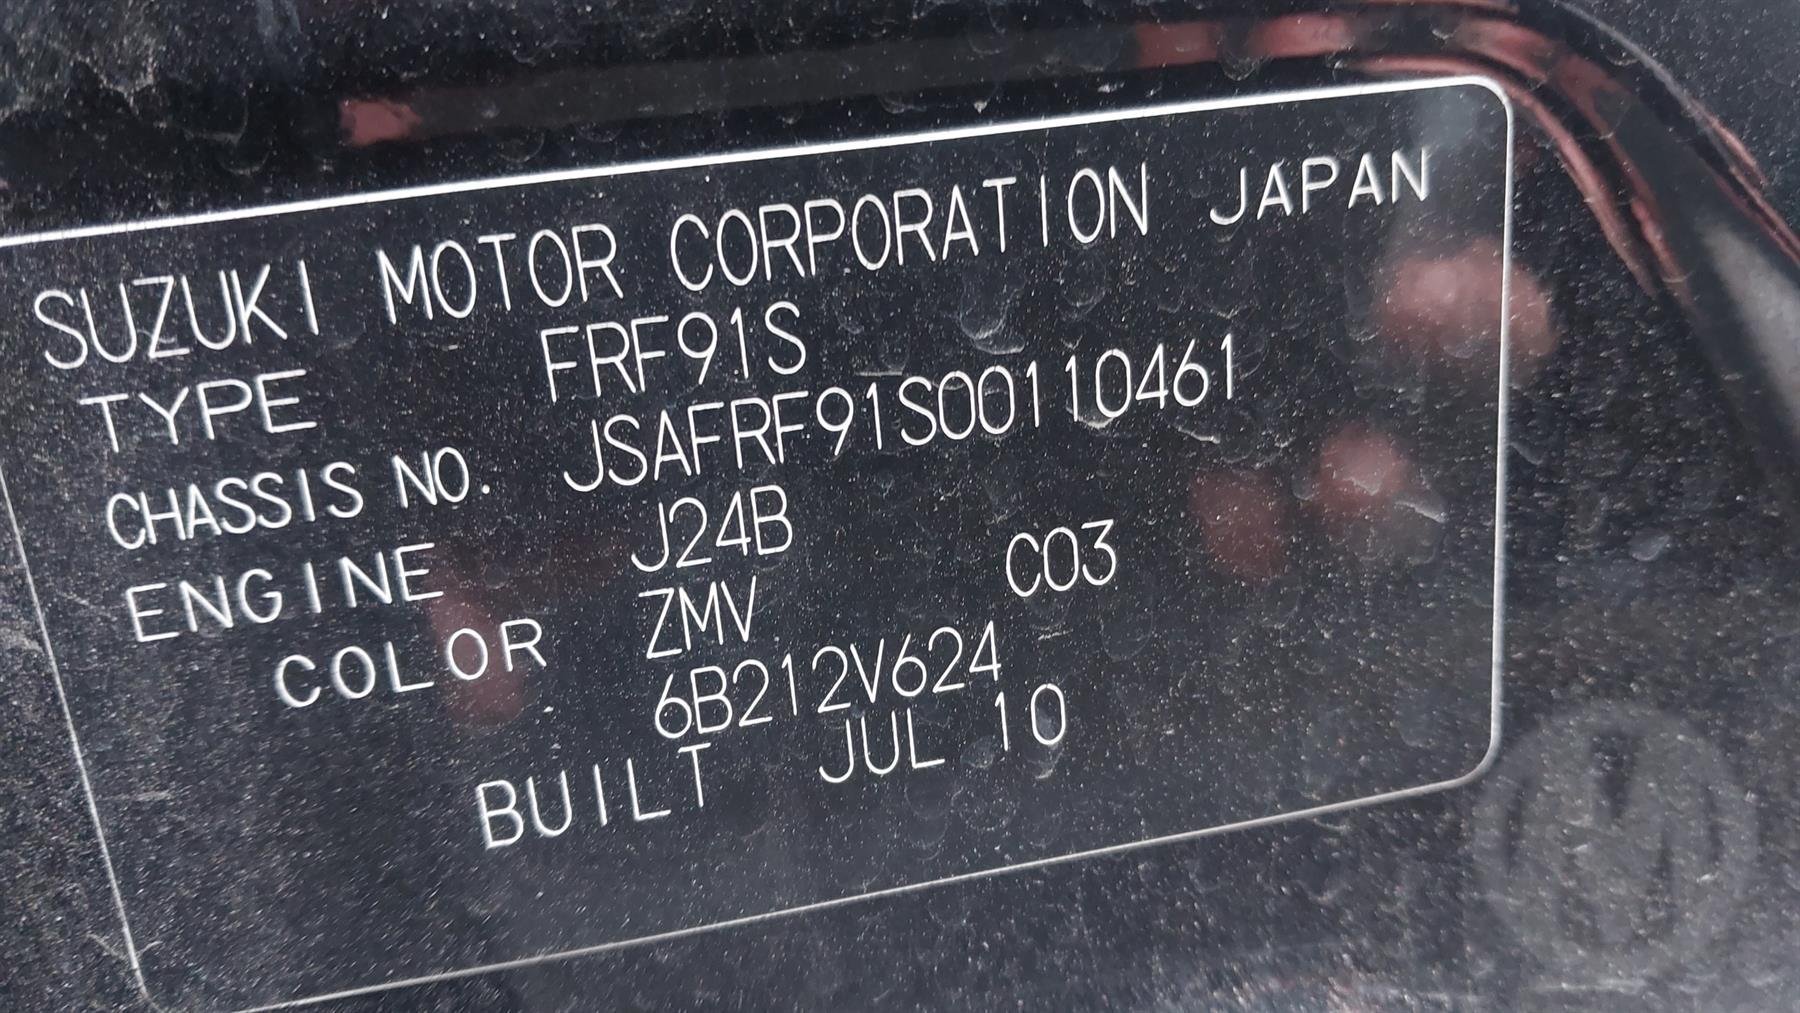 SUZUKI MOTOR CORPORATION JAPAN
TYPE FRF91S
CHASSIS NO. JSAFRF91S00110461
ENGINE J24B
COLOR ZMV C03
6B212V624
BUILT JUL 10
M